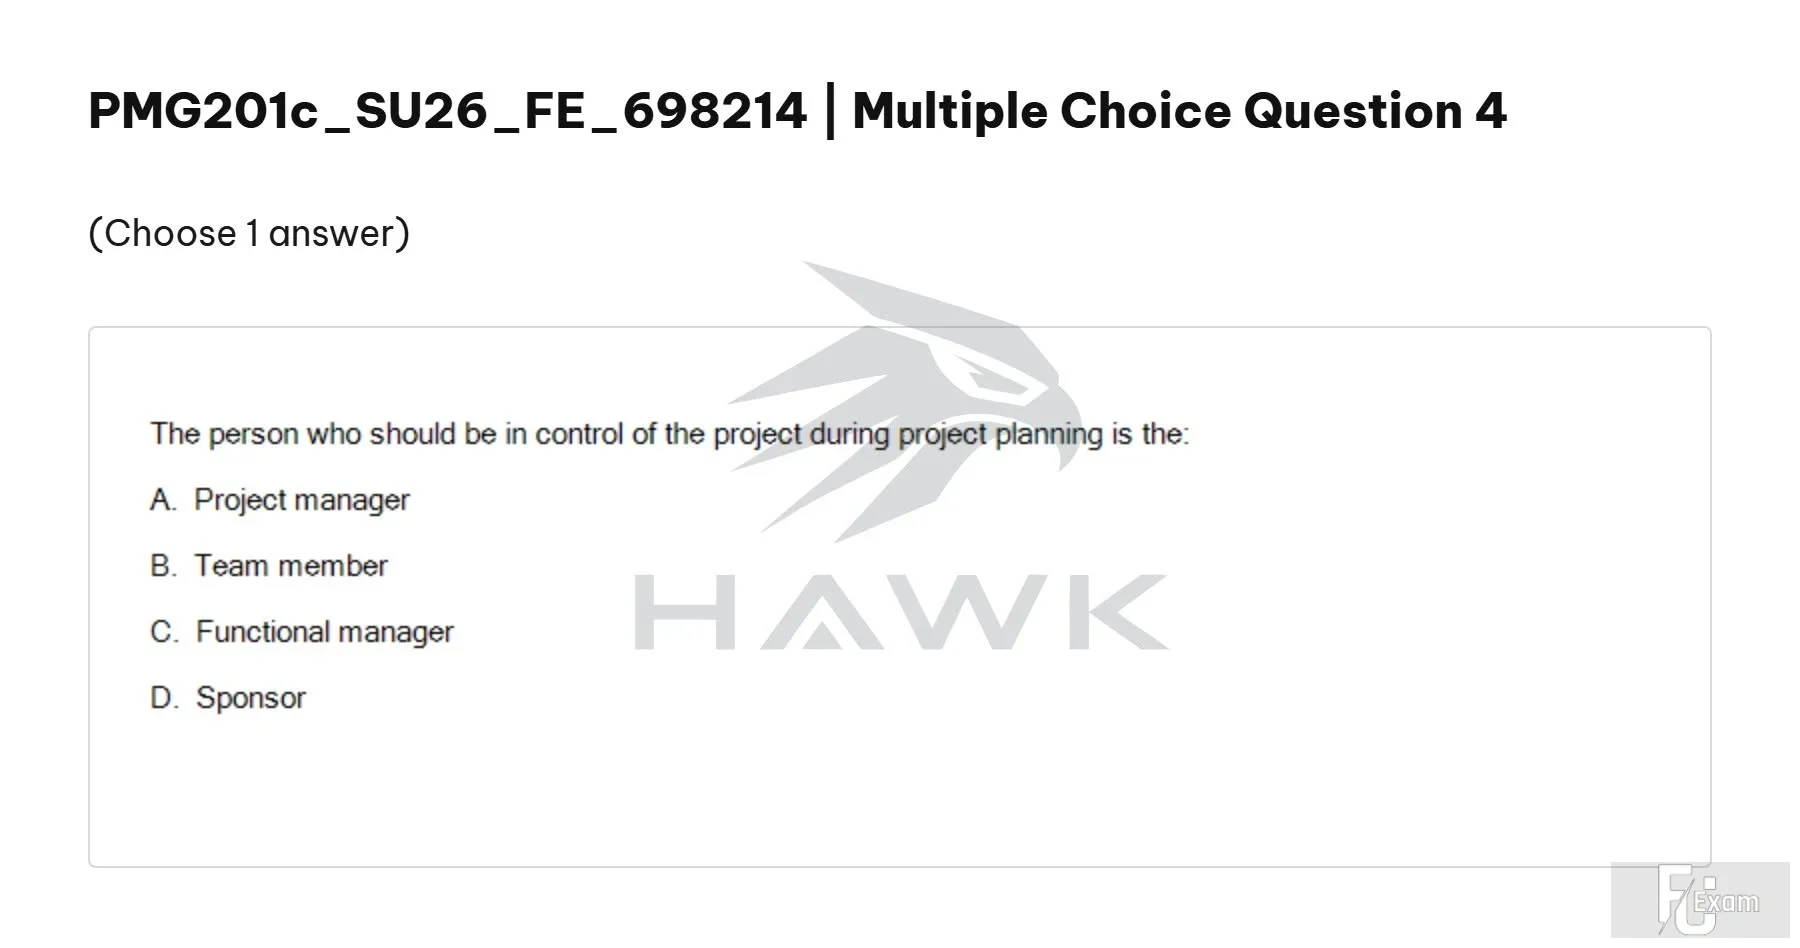 PMG201c_SU26_FE_698214 | Multiple Choice Question 4
(Choose 1 answer)
The person who should be in control of the project during project planning is the:
A. Project manager
B. Team member
C. Functional manager
D. Sponsor
HAWK
FU Exam